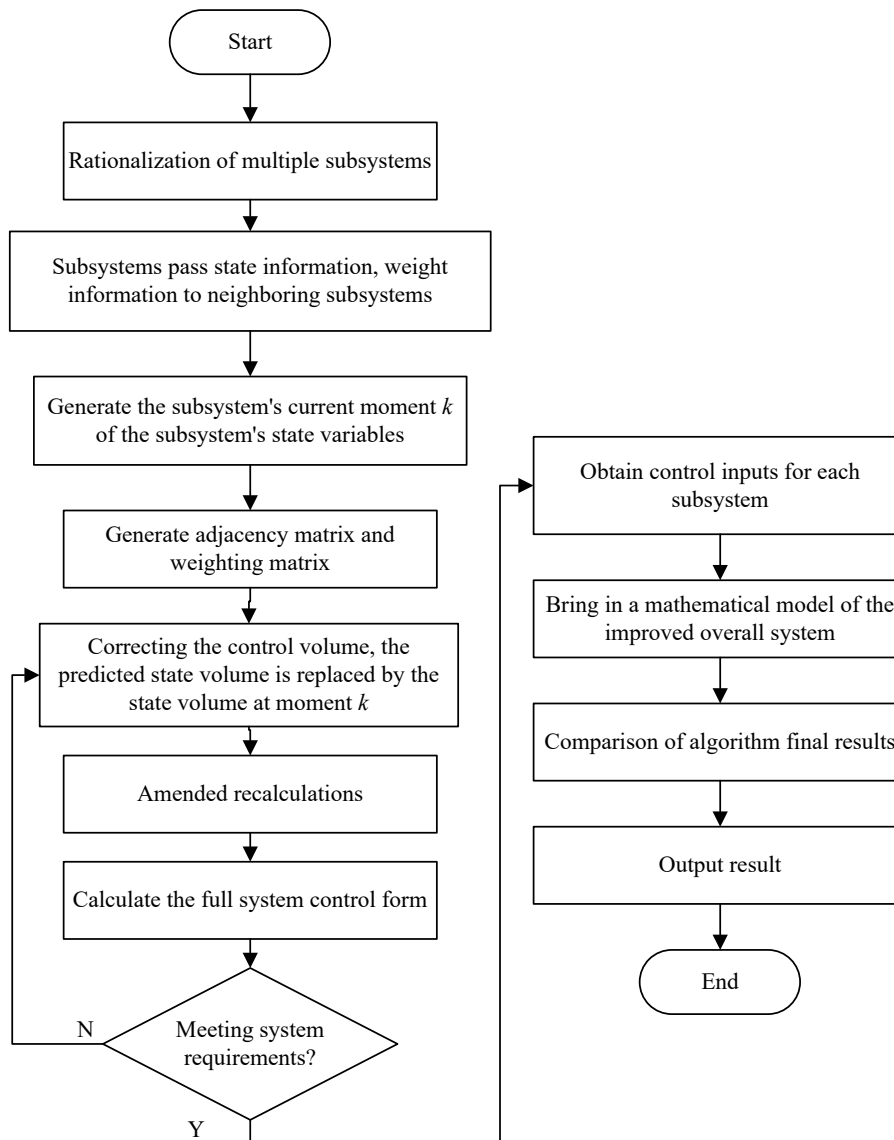 Start
Rationalization of multiple subsystems
Subsystems pass state information, weight
information to neighboring subsystems
Generate the subsystem's current moment k
of the subsystem's state variables
Generate adjacency matrix and
weighting matrix
Correcting the control volume, the
predicted state volume is replaced by the
state volume at moment k
Amended recalculations
Calculate the full system control form
Meeting system
requirements?
N
Y
Obtain control inputs for each
subsystem
Bring in a mathematical model of the
improved overall system
Comparison of algorithm final results
Output result
End